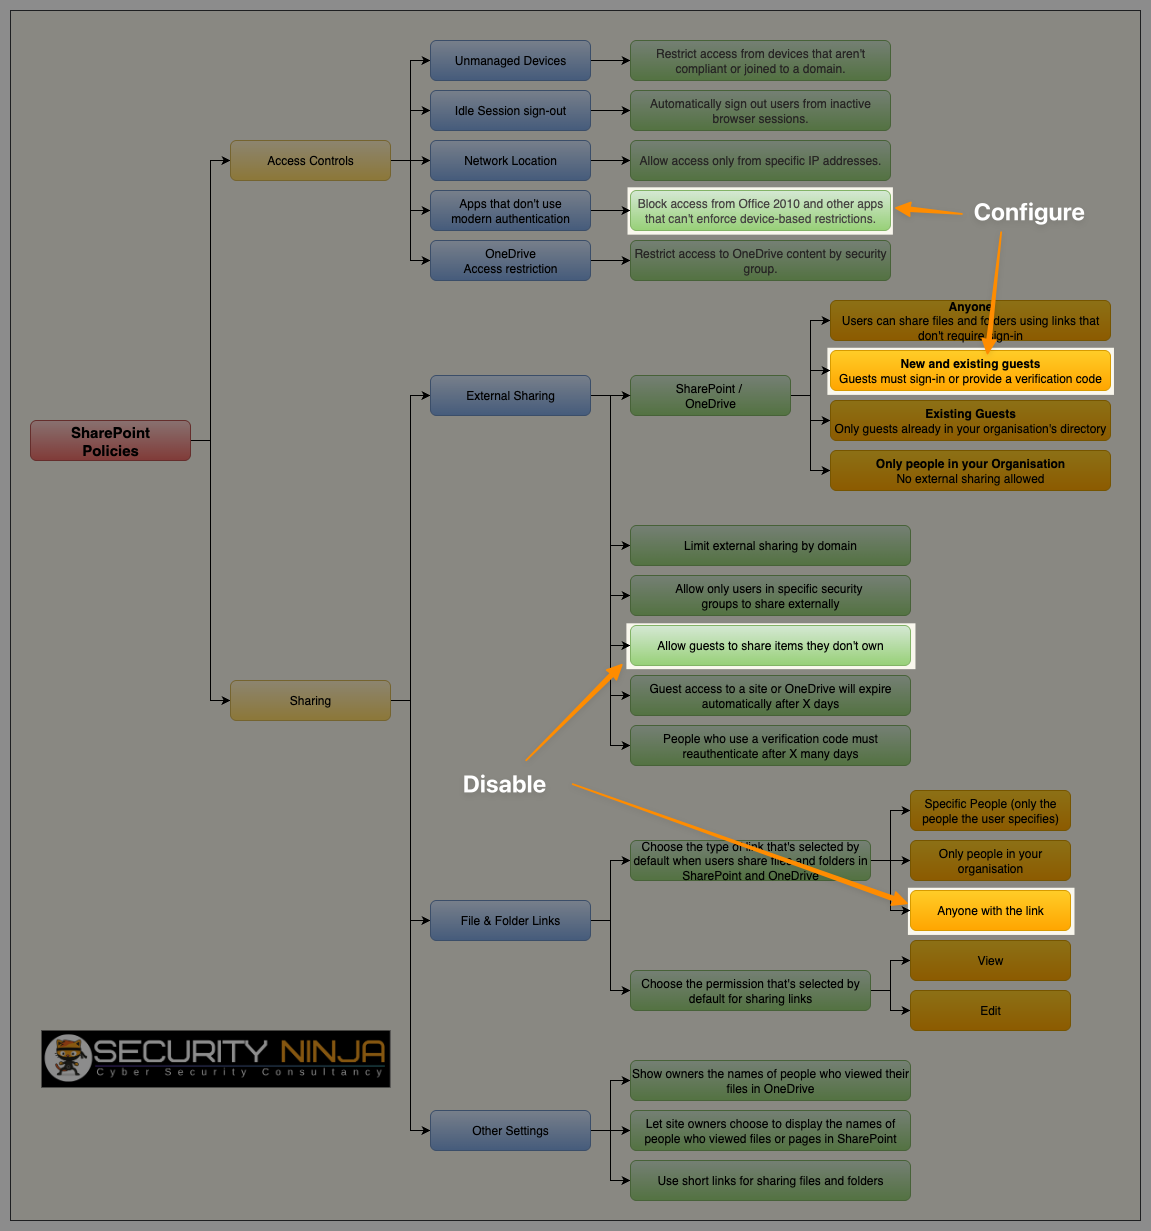 Unmanaged Devices
Restrict access from devices that aren't
compliant or joined to a domain.
Idle Session sign-out
Automatically sign out users from inactive
browser sessions.
Access Controls
Network Location
Allow access only from specific IP addresses.
Apps that don't use
modern authentication
Block access from Office 2010 and other apps
that can't enforce device-based restrictions.
Configure
OneDrive
Access restriction
Restrict access to OneDrive content by security
group.
Anyone
Users can share files and folders using links that
don't require sign-in
New and existing guests
Guests must sign-in or provide a verification code
External Sharing
SharePoint /
OneDrive
Existing Guests
Only guests already in your organisation's directory
SharePoint
Policies
Only people in your Organisation
No external sharing allowed
Limit external sharing by domain
Allow only users in specific security
groups to share externally
Allow guests to share items they don't own
Sharing
Guest access to a site or OneDrive will expire
automatically after X days
People who use a verification code must
reauthenticate after X many days
Disable
Specific People (only the
people the user specifies)
Choose the type of link that's selected by
default when users share files and folders in
SharePoint and OneDrive
Only people in your
organisation
Anyone with the link
File & Folder Links
View
Choose the permission that's selected by
default for sharing links
Edit
SECURITY NINJA
Cyber Security Consultancy
Show owners the names of people who viewed their
files in OneDrive
Other Settings
Let site owners choose to display the names of
people who viewed files or pages in SharePoint
Use short links for sharing files and folders